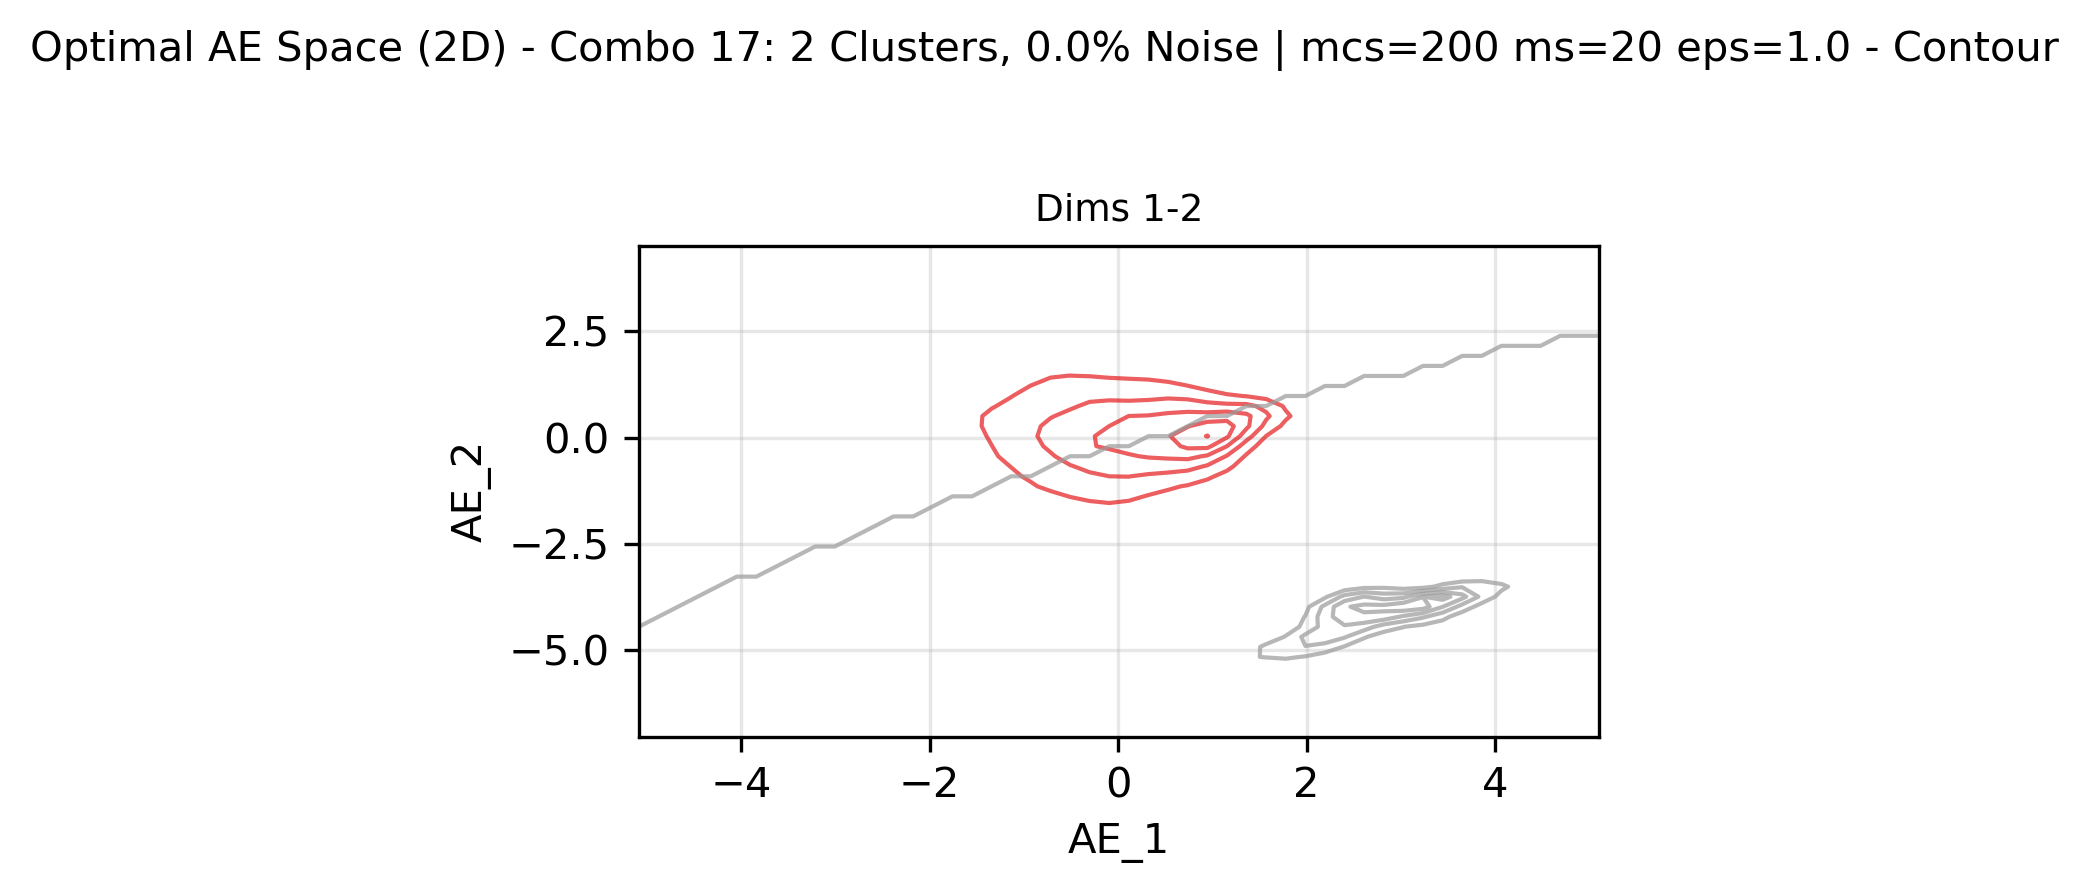 Optimal AE Space (2D) - Combo 17: 2 Clusters, 0.0% Noise | mcs=200 ms=20 eps=1.0 - Contour
Dims 1-2
2.5
0.0
−2.5
−5.0
AE_2
−4 −2 0 2 4
AE_1